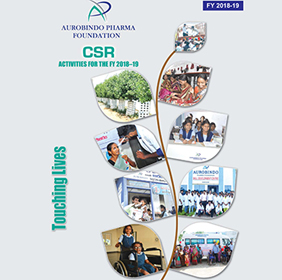 FY 2018-19
AUROBINDO PHARMA
FOUNDATION
CSR
ACTIVITIES FOR THE FY 2018-19
Touching Lives
AUROBINDO